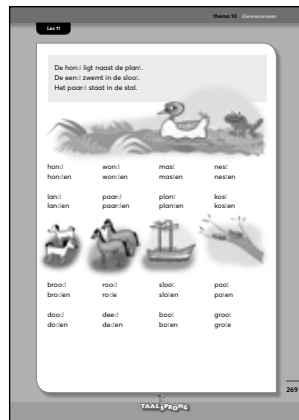 thema 10 Dierenmanieren
Les 11
De hond ligt naast de plant.
De eend zwemt in de sloot.
Het paard staat in de stal.
hond wond mast nest
honden wonden masten nesten
land paard plant kost
landen paarden planten kosten
brood rood sloot poot
broden rode sloten poten
dood deed boot groot
doden deden boten grote
269
TAALSPRONG